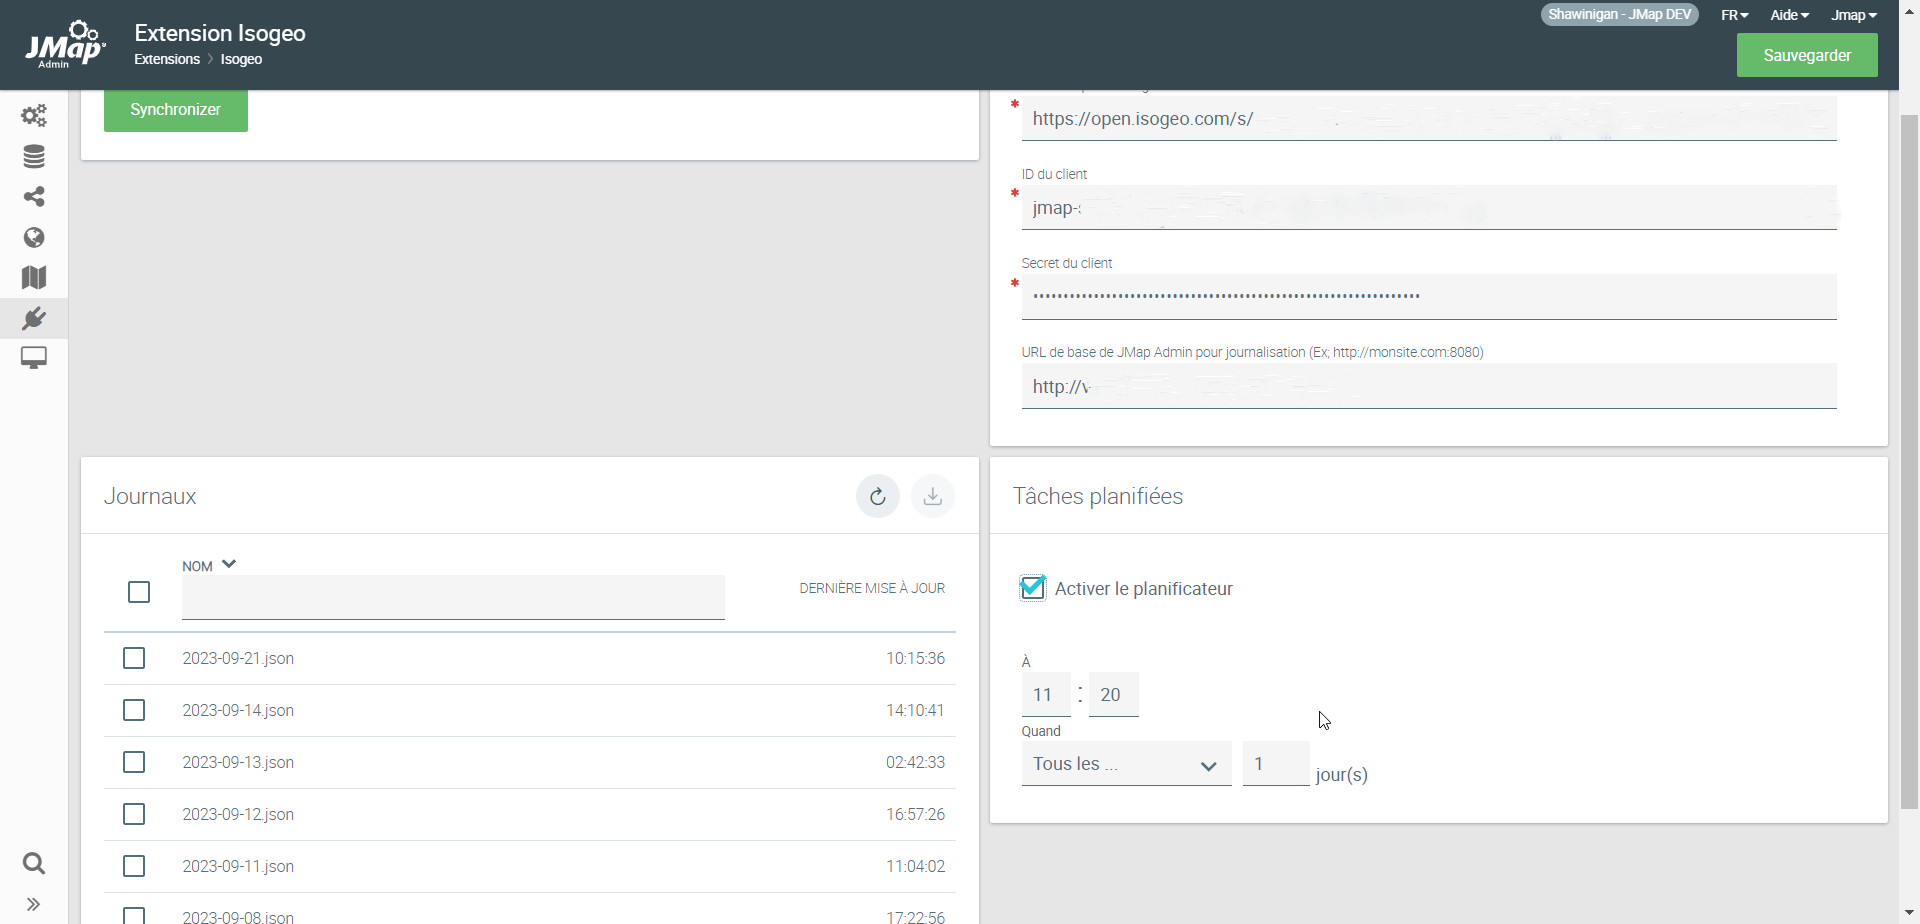 JMap
Admin
Extension Isogeo
Extensions > Isogeo
Shawinigan - JMap DEV
FR
Aide
Jmap
Sauvegarder
Synchronizer
https://open.isogeo.com/s/
ID du client
jmap-
Secret du client
URL de base de JMap Admin pour journalisation (Ex; http://monsite.com:8080)
http://v
Journaux
NOM
DERNIÈRE MISE À JOUR
2023-09-21.json 10:15:36
2023-09-14.json 14:10:41
2023-09-13.json 02:42:33
2023-09-12.json 16:57:26
2023-09-11.json 11:04:02
2023-09-08.json 17:22:56
Tâches planifiées
Activer le planificateur
À
11 : 20
Quand
Tous les ... 1 jour(s)